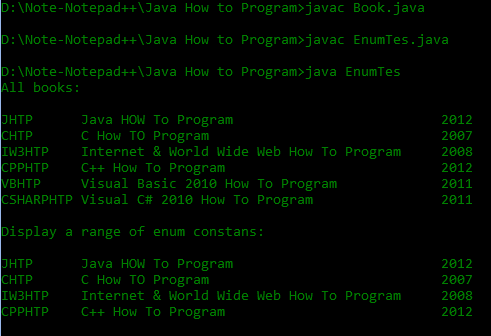 D:\Note-Notepad++\Java How to Program>javac Book.java
D:\Note-Notepad++\Java How to Program>javac EnumTes.java
D:\Note-Notepad++\Java How to Program>java EnumTes
All books:
JHTP Java HOW To Program 2012
CHTP C How TO Program 2007
IW3HTP Internet & World Wide Web How To Program 2008
CPPHTP C++ How To Program 2012
VBHTP Visual Basic 2010 How To Program 2011
CSHARPHTP Visual C# 2010 How To Program 2011
Display a range of enum constans:
JHTP Java HOW To Program 2012
CHTP C How TO Program 2007
IW3HTP Internet & World Wide Web How To Program 2008
CPPHTP C++ How To Program 2012